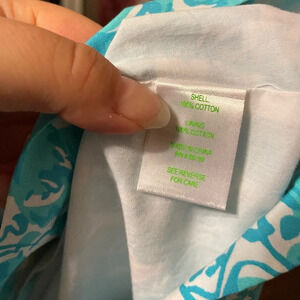 SHELL
100% COTTON
LINING
100% COTTON
MADE IN CHINA
SEE REVERSE
FOR CARE